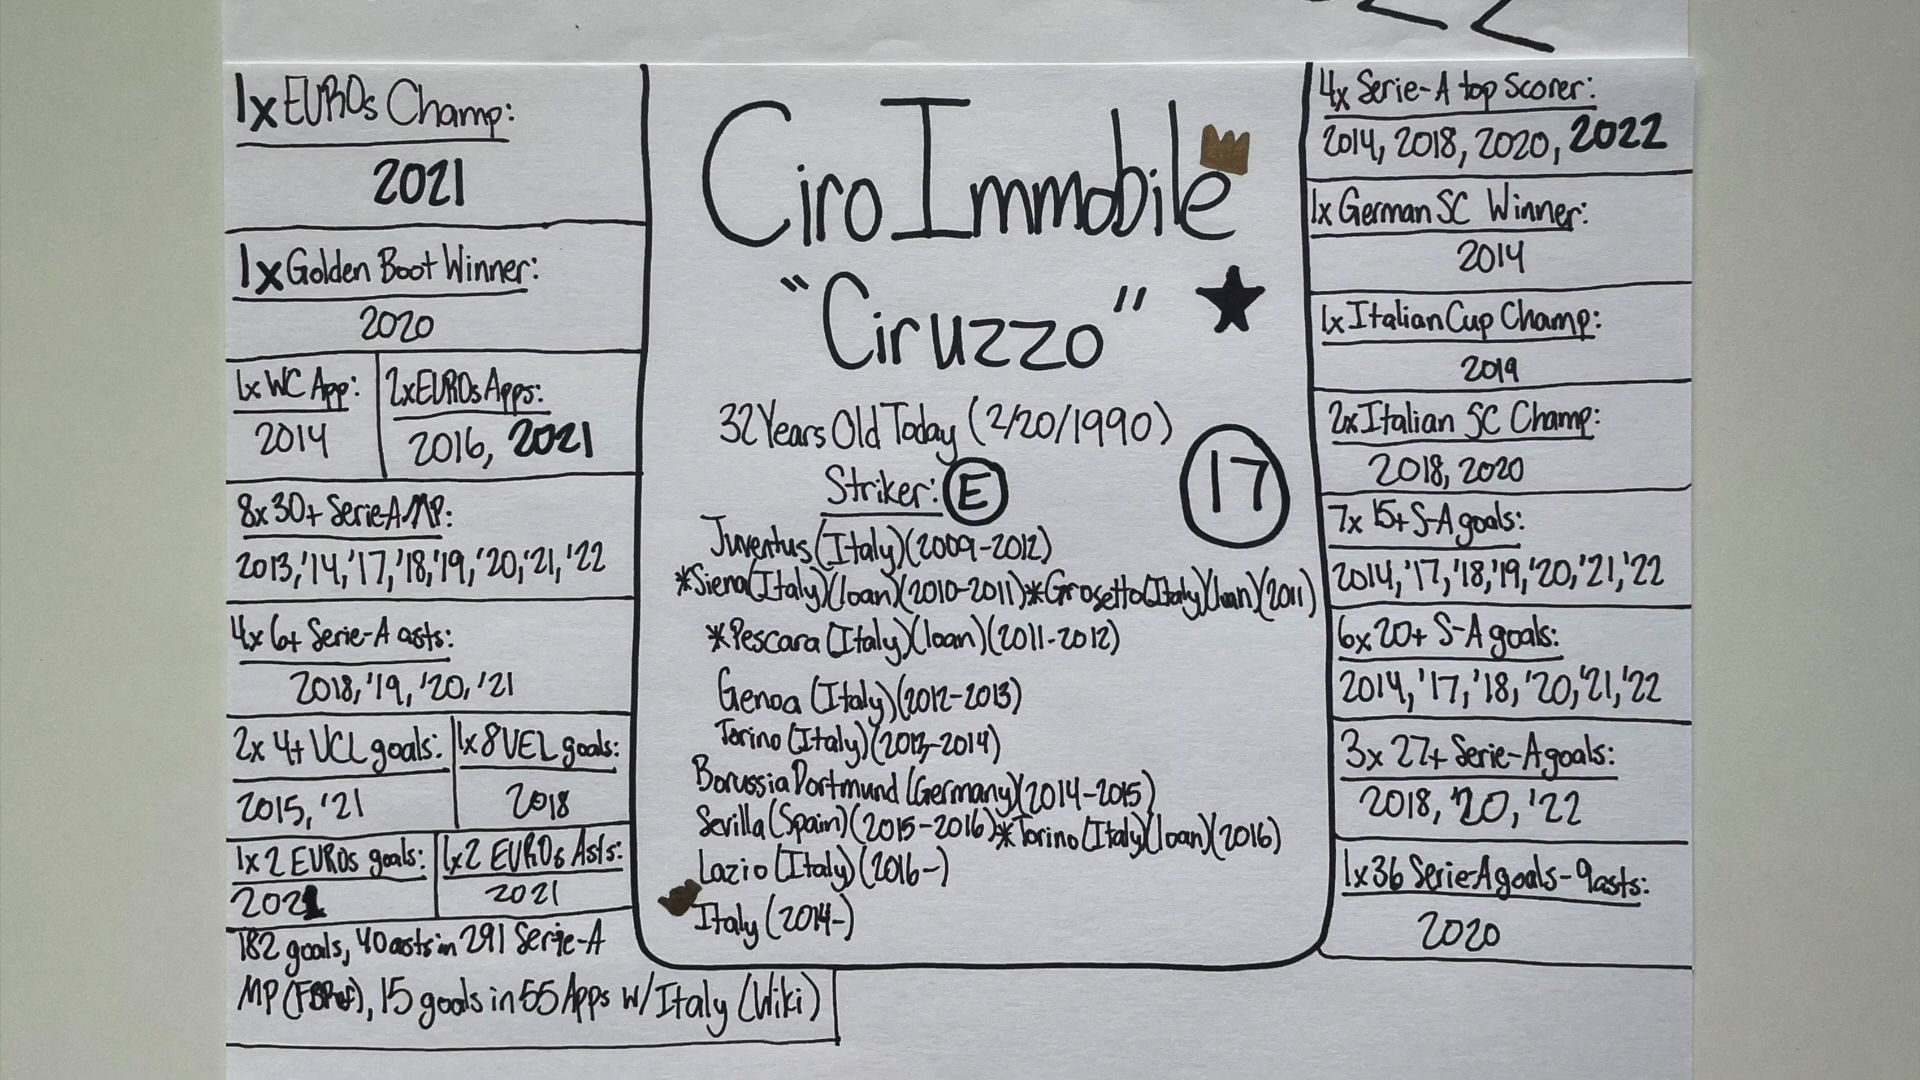 1x EUROs Champ:
2021
1x Golden Boot Winner:
2020
1x WC App:
2014
2x EUROs Apps:
2016, 2021
8x 30+ Serie-A MP:
2013,'14,'17,'18,'19,'20,'21,'22
4x 6+ Serie-A asts:
2018,'19,'20,'21
2x 4+ UCL goals:
2015,'21
1x 8 UEL goals:
2018
1x 2 EUROs goals:
2021
1x2 EUROs Asts:
2021
182 goals, 40 asts in 291 Serie-A
MP (FBRef), 15 goals in 55 Apps w/ Italy (Wiki)
Ciro Immobile
"Ciruzzo"
32 Years Old Today (2/20/1990)
Striker: E
17
Juventus (Italy)(2009-2012)
*Siena(Italy)(loan)(2010-2011)*Grosetto(Italy)(loan)(2011)
*Pescara (Italy)(loan)(2011-2012)
Genoa (Italy)(2012-2013)
Torino (Italy)(2013-2014)
Borussia Dortmund (Germany)(2014-2015)
Sevilla (Spain)(2015-2016)*Torino(Italy)(loan)(2016)
Lazio (Italy)(2016-)
Italy (2014-)
4x Serie-A top scorer:
2014, 2018, 2020, 2022
1x German SC Winner:
2014
1x Italian Cup Champ:
2019
2x Italian SC Champ:
2018, 2020
7x 15+ S-A goals:
2014,'17,'18,'19,'20,'21,'22
6x 20+ S-A goals:
2014,'17,'18,'20,'21,'22
3x 27+ Serie-A goals:
2018,'20,'22
1x36 Serie A goals-9asts:
2020